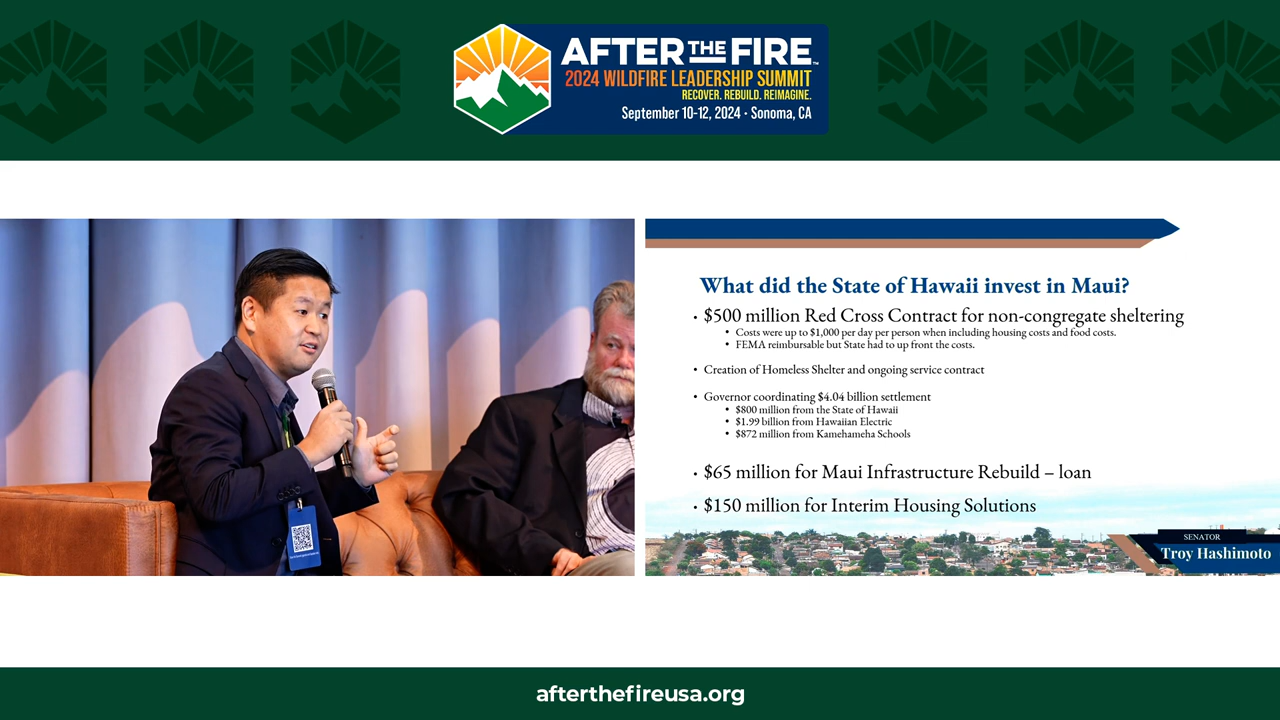 AFTER THE FIRE™
2024 WILDFIRE LEADERSHIP SUMMIT
RECOVER. REBUILD. REIMAGINE.
September 10-12, 2024 · Sonoma, CA
What did the State of Hawaii invest in Maui?
• $500 million Red Cross Contract for non-congregate sheltering
• Costs were up to $1,000 per day per person when including housing costs and food costs.
• FEMA reimbursable but State had to up front the costs.
• Creation of Homeless Shelter and ongoing service contract
• Governor coordinating $4.04 billion settlement
• $800 million from the State of Hawaii
• $1.99 billion from Hawaiian Electric
• $872 million from Kamehameha Schools
• $65 million for Maui Infrastructure Rebuild – loan
• $150 million for Interim Housing Solutions
SENATOR
Troy Hashimoto
afterthefireusa.org